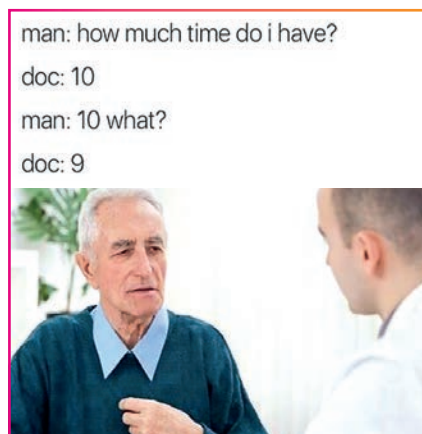 man: how much time do i have?
doc: 10
man: 10 what?
doc: 9